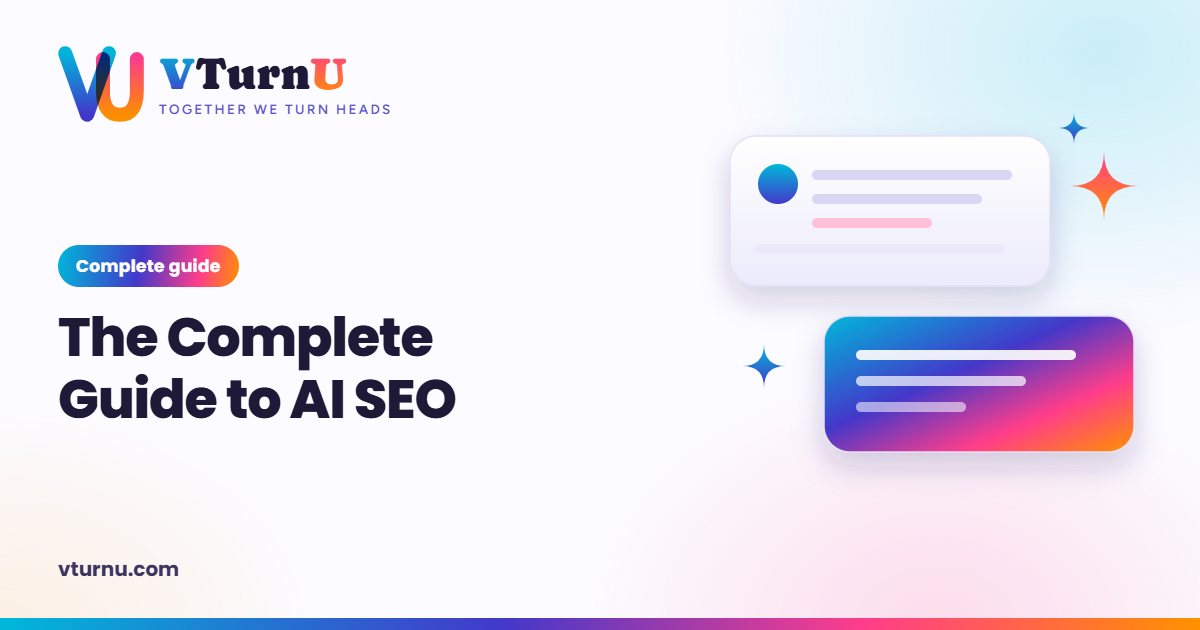 VTurnU
TOGETHER WE TURN HEADS
Complete guide
The Complete
Guide to AI SEO
vturnu.com